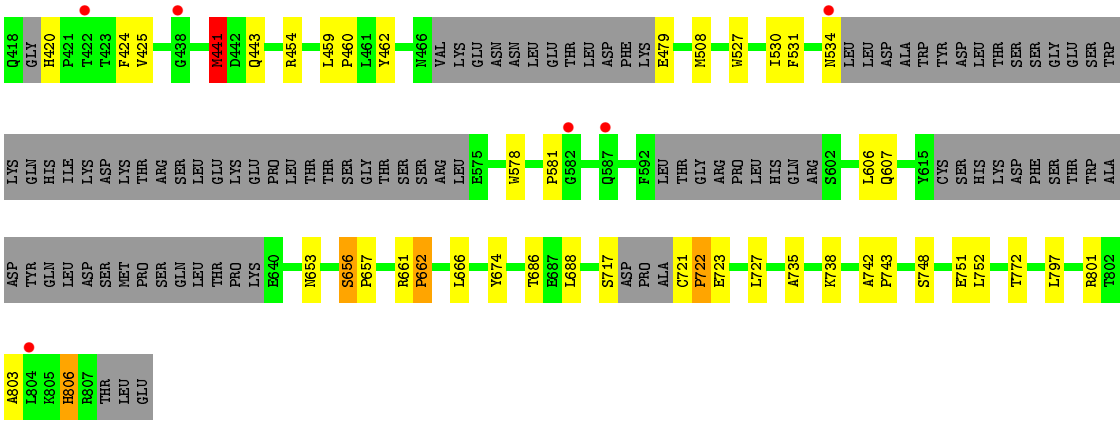 Q418 GLY H420 P421 T422 T423 F424 V425 G438 M441 D442 Q443 R454 L459 P460 L461 Y462 N466 VAL LYS GLU ASN ASN LEU GLU THR LEU ASP PHE LYS E479 M508 W527 I530 F531 N534 LEU LEU ASP ALA TRP TYR ASP LEU THR SER SER GLY GLU SER TRP
LYS GLN HIS ILE LYS ASP LYS THR ARG SER LEU GLU LYS GLU PRO LEU THR THR SER GLY THR SER SER ARG LEU E575 W578 P581 G582 Q587 F592 LEU THR GLY ARG PRO LEU HIS GLN ARG S602 L606 Q607 Y615 CYS SER HIS LYS ASP PHE SER THR TRP ALA
ASP TYR GLN LEU ASP SER MET PRO SER GLN LEU THR PRO LYS E640 N653 S656 P657 R661 P662 L666 Y674 T686 E687 L688 S717 ASP PRO ALA C721 P722 E723 L727 A735 K738 A742 P743 S748 E751 L752 T772 L797 R801 T802
A803 L804 K805 H806 R807 THR LEU GLU